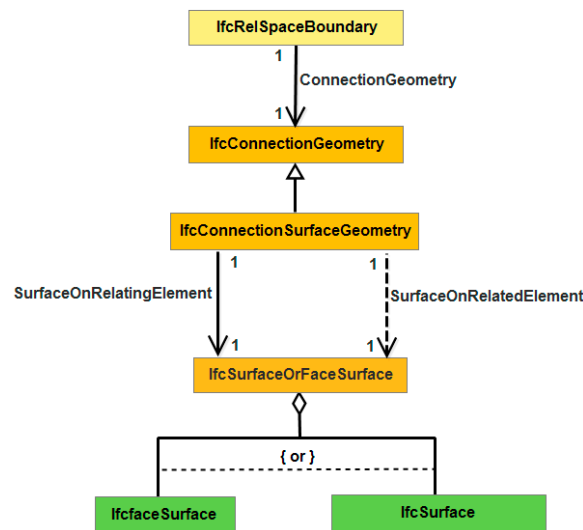 IfcRelSpaceBoundary
1
ConnectionGeometry
1
IfcConnectionGeometry
IfcConnectionSurfaceGeometry
1 1
SurfaceOnRelatingElement SurfaceOnRelatedElement
1 1
IfcSurfaceOrFaceSurface
{ or }
IfcfaceSurface IfcSurface